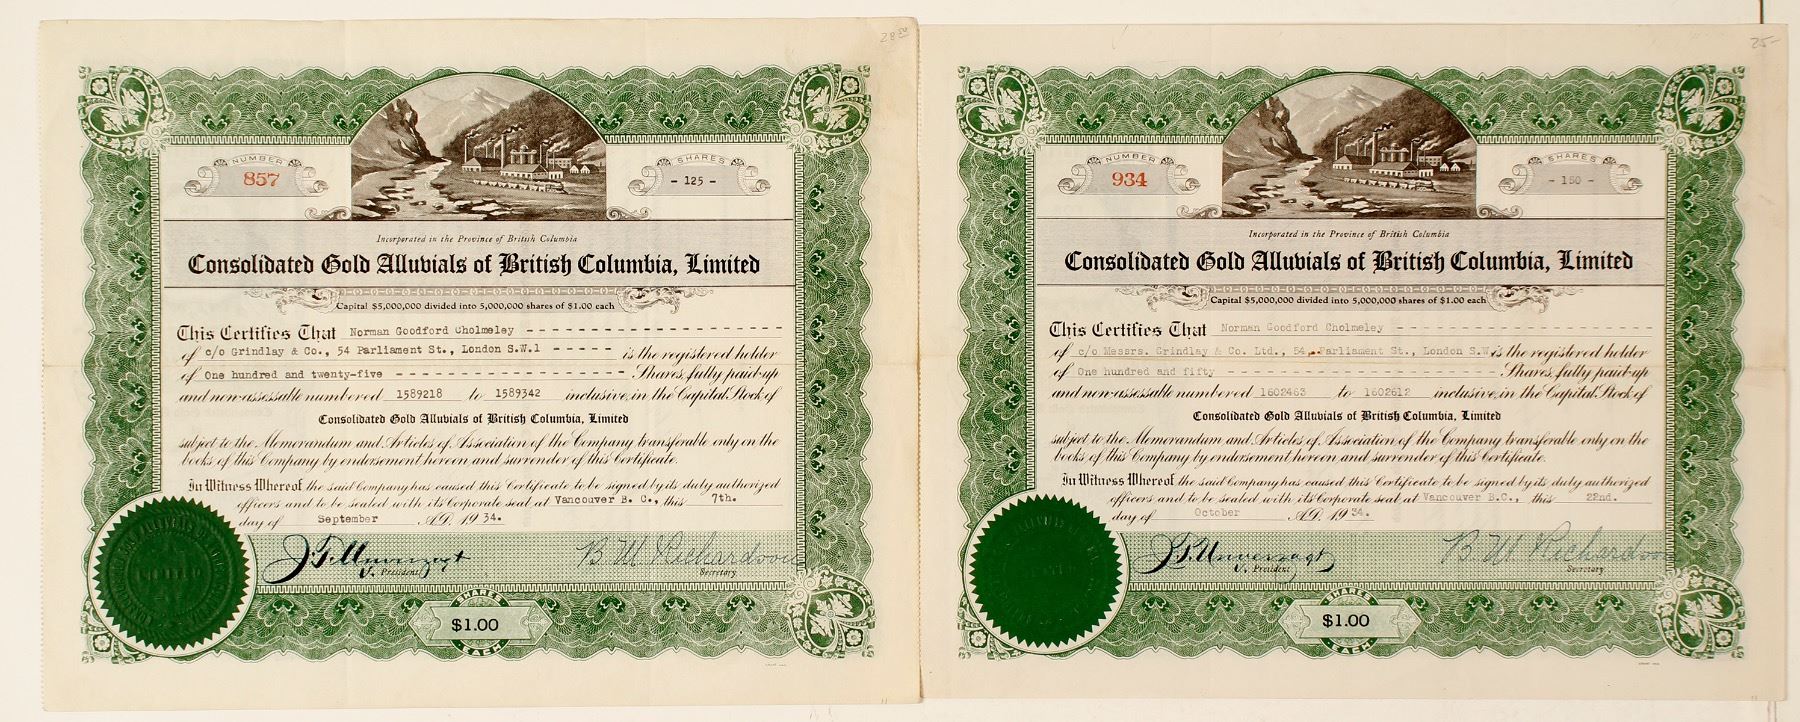 28 50
NUMBER
857
SHARES
- 125 -
Incorporated in the Province of British Columbia
Consolidated Gold Alluvials of British Columbia, Limited
Capital $5,000,000 divided into 5,000,000 shares of $1.00 each
This Certifies That Norman Goodford Cholmeley
of c/o Grindlay & Co., 54 Parliament St., London S.W.1 is the registered holder
of One hundred and twenty-five Shares, fully paid-up
and non-assessable numbered 1589218 to 1589342 inclusive, in the Capital Stock of
Consolidated Gold Alluvials of British Columbia, Limited
subject to the Memorandum and Articles of Association of the Company transferable only on the
books of this Company by endorsement hereon and surrender of this Certificate.
In Witness Whereof the said Company has caused this Certificate to be signed by its duly authorized
officers and to be sealed with its Corporate seal at Vancouver B. C., this 7th.
day of September A.D. 1934.
B M Richardson
V. President
Secretary
SHARES
$1.00
EACH
25-
NUMBER
934
SHARES
- 150 -
Incorporated in the Province of British Columbia
Consolidated Gold Alluvials of British Columbia, Limited
Capital $5,000,000 divided into 5,000,000 shares of $1.00 each
This Certifies That Norman Goodford Cholmeley
of c/o Messrs. Grindlay & Co. Ltd., 54, Parliament St., London S.W. is the registered holder
of One hundred and fifty Shares, fully paid-up
and non-assessable numbered 1602463 to 1602612 inclusive, in the Capital Stock of
Consolidated Gold Alluvials of British Columbia, Limited
subject to the Memorandum and Articles of Association of the Company transferable only on the
books of this Company by endorsement hereon and surrender of this Certificate.
In Witness Whereof the said Company has caused this Certificate to be signed by its duly authorized
officers and to be sealed with its Corporate seal at Vancouver B.C., this 22nd.
day of October A.D. 1934.
B M Richardson
V. President
Secretary
SHARES
$1.00
EACH